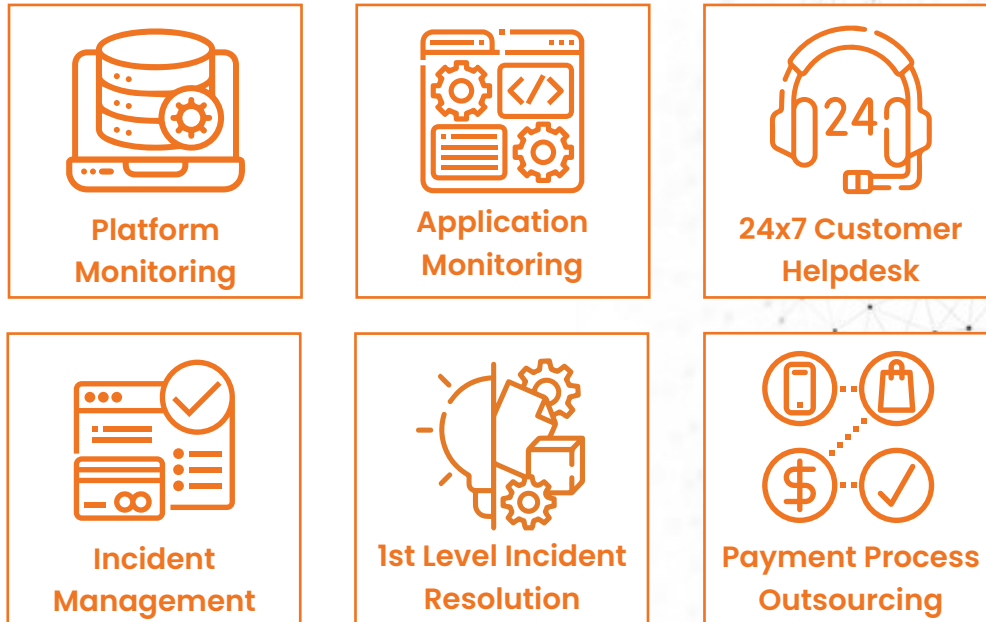 Platform
Monitoring
</>
Application
Monitoring
24
24x7 Customer
Helpdesk
Incident
Management
1st Level Incident
Resolution
$
Payment Process
Outsourcing